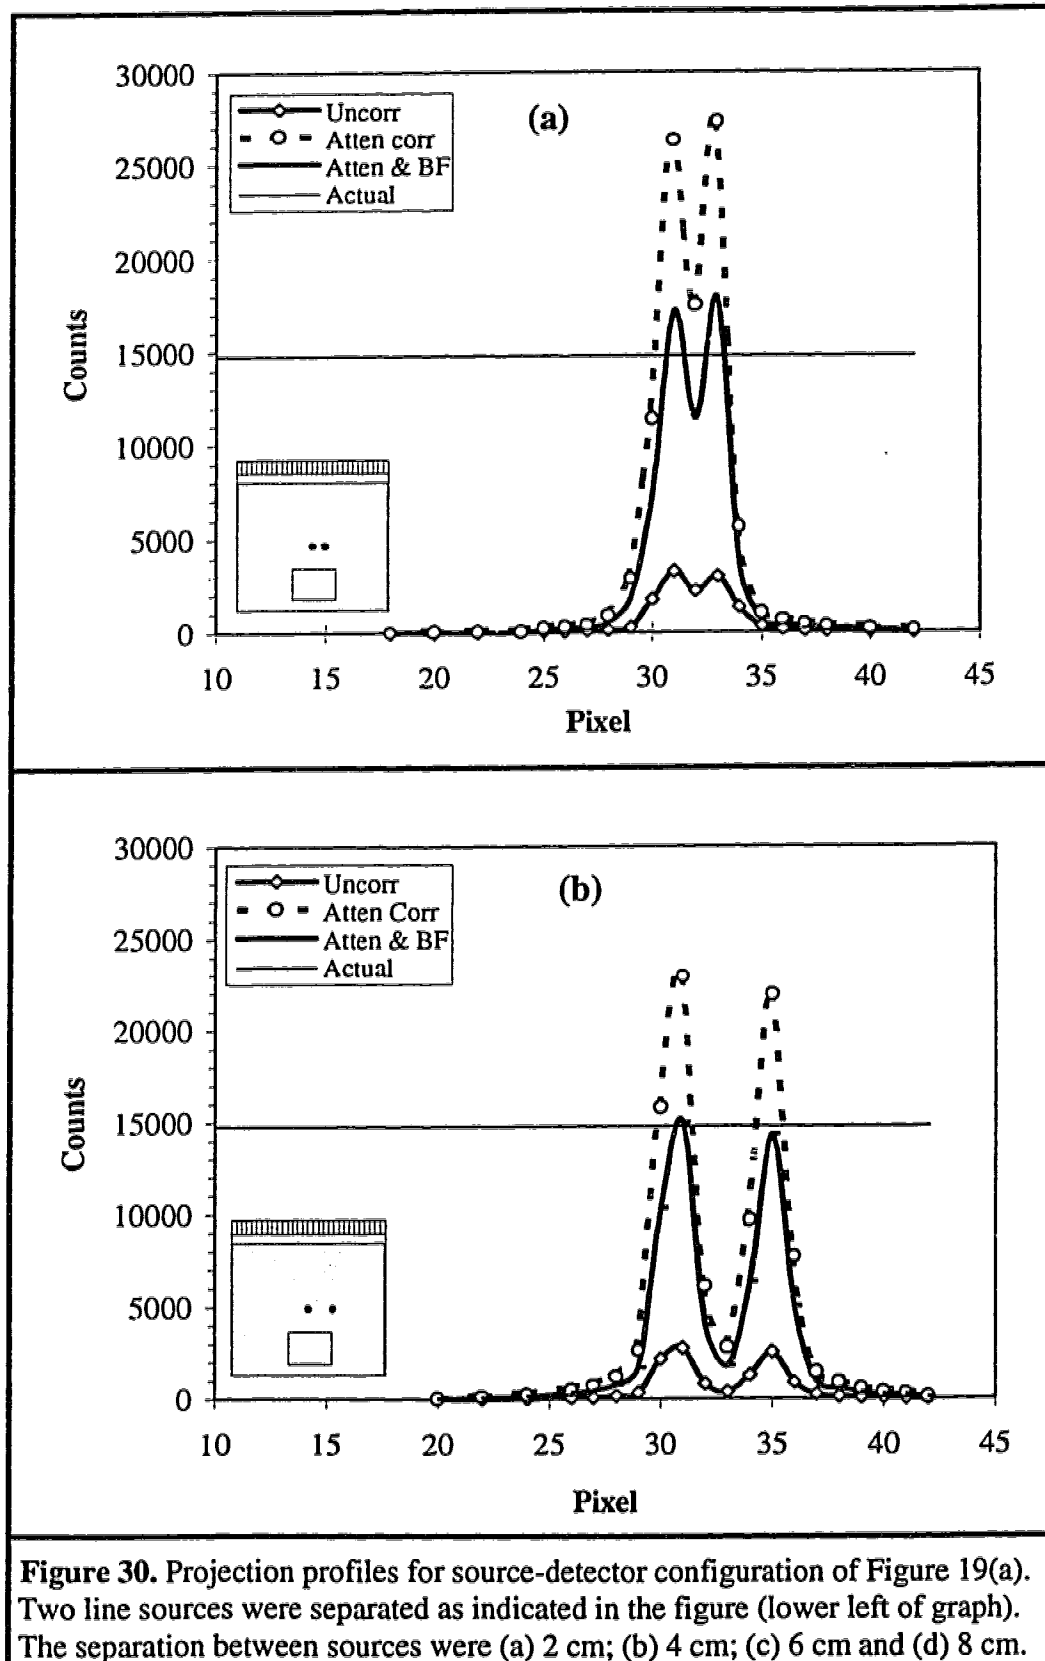 30000
25000
20000
15000
10000
5000
0
Counts
Uncorr
Atten corr
Atten & BF
Actual
(a)
10 15 20 25 30 35 40 45
Pixel
30000
25000
20000
15000
10000
5000
0
Counts
Uncorr
Atten Corr
Atten & BF
Actual
(b)
10 15 20 25 30 35 40 45
Pixel
Figure 30. Projection profiles for source-detector configuration of Figure 19(a).
Two line sources were separated as indicated in the figure (lower left of graph).
The separation between sources were (a) 2 cm; (b) 4 cm; (c) 6 cm and (d) 8 cm.